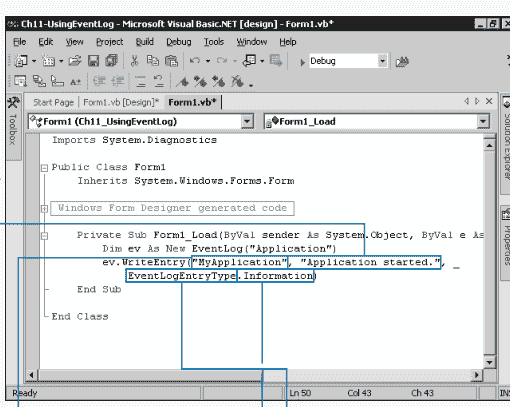 Ch11-UsingEventLog - Microsoft Visual Basic.NET [design] - Form1.vb*
File Edit View Project Build Debug Tools Window Help
Debug
Start Page Form1.vb [Design]* Form1.vb*
Form1 (Ch11_UsingEventLog) Form1_Load
Toolbox
Solution Explorer
Properties
Imports System.Diagnostics
Public Class Form1
Inherits System.Windows.Forms.Form
Windows Form Designer generated code
Private Sub Form1_Load(ByVal sender As System.Object, ByVal e As
Dim ev As New EventLog("Application")
ev.WriteEntry("MyApplication", "Application started.", _
EventLogEntryType.Information)
End Sub
End Class
Ready Ln 50 Col 43 Ch 43 INS